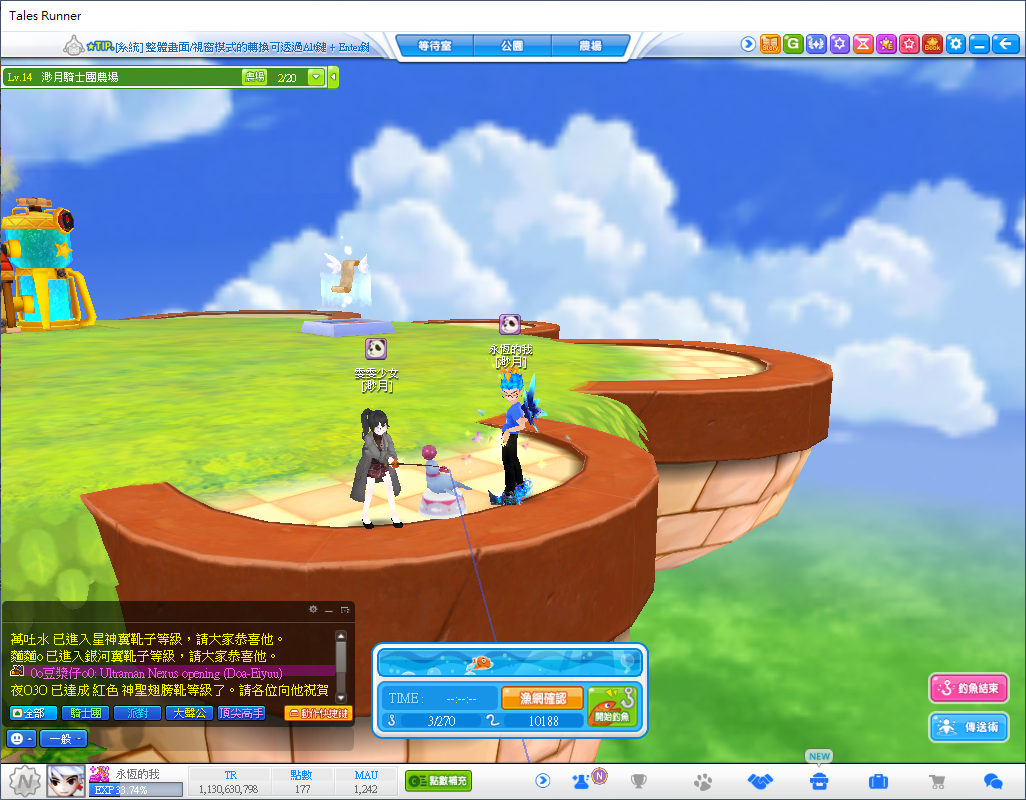 Tales Runner
★TIP [系統] 整體畫面/視窗模式的轉換可透過Alt鍵 + Enter鍵
等待室 公園 農場
Story G E Book
Lv.14 渺月騎士團農場 農場 2/20
雯雯少女
[渺月]
永恆的我
[渺月]
萬吐水 已進入星神裏靴子等級，請大家恭喜他。
麵麵o 已進入銀河裏靴子等級，請大家恭喜他。
0o豆漿仔o0: Ultraman Nexus opening (Doa-Eiyuu)
夜O3O 已達成 紅色 神聖翅膀靴等級了。請各位向他祝賀
全部 騎士團 派對 大聲公 頂尖高手 動作快捷鍵
一般
TIME : --:--:-- 漁網確認
3/270 10188 開始釣魚
釣魚結束
傳送術
N 永恆的我
EXP 33.74%
TR 點數 MAU
1,130,630,798 177 1,242
點數補充
N
NEW